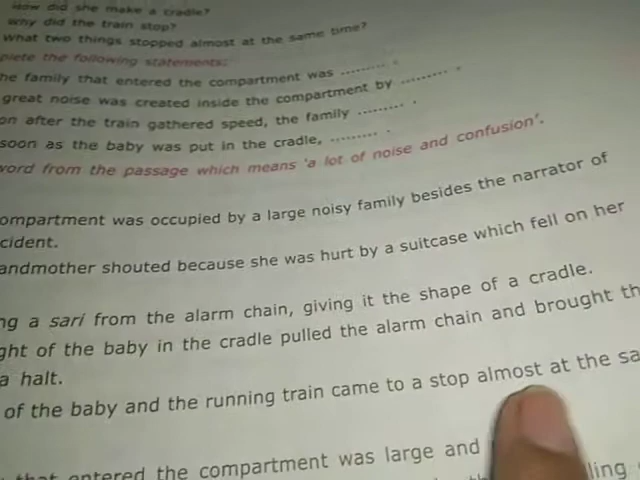 How did she make a cradle?
why did the train stop?
What two things stopped almost at the same time?
plete the following statements:
he family that entered the compartment was ......... .
great noise was created inside the compartment by ......... .
on after the train gathered speed, the family ......... .
soon as the baby was put in the cradle, ......... .
word from the passage which means 'a lot of noise and confusion'.
ompartment was occupied by a large noisy family besides the narrator of
cident.
andmother shouted because she was hurt by a suitcase which fell on her
ng a sari from the alarm chain, giving it the shape of a cradle.
ght of the baby in the cradle pulled the alarm chain and brought th
a halt.
of the baby and the running train came to a stop almost at the sa
that entered the compartment was large and
ling